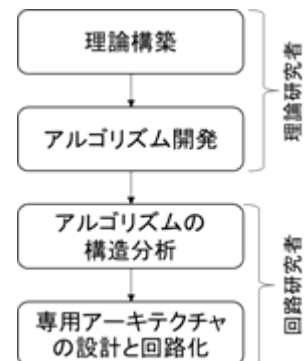 理論構築
アルゴリズム開発
理論研究者
アルゴリズムの
構造分析
専用アーキテクチャ
の設計と回路化
回路研究者